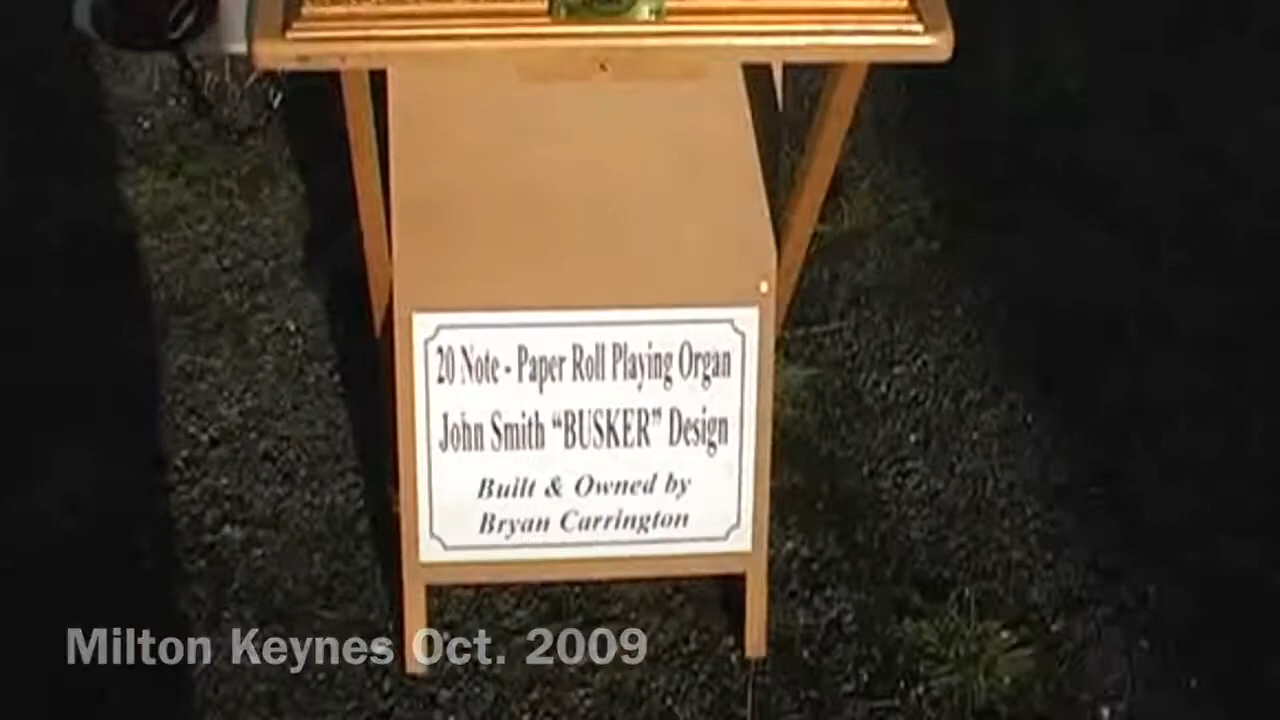 20 Note - Paper Roll Playing Organ
John Smith “BUSKER” Design
Built & Owned by
Bryan Carrington
Milton Keynes Oct. 2009